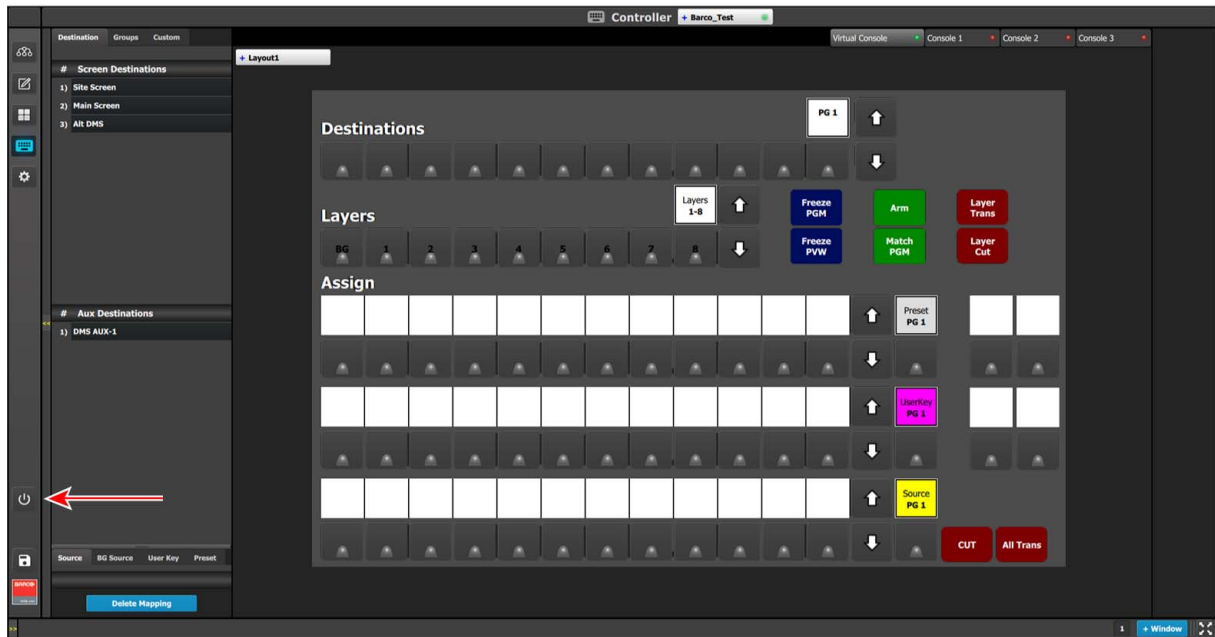 Controller + Barco_Test
Destination Groups Custom
Virtual Console Console 1 Console 2 Console 3
+ Layout1
# Screen Destinations
1) Site Screen
2) Main Screen
3) Alt DMS
PG 1
Destinations
Layers
1-8
Layers
Freeze
PGM
Arm
Layer
Trans
BG 1 2 3 4 5 6 7 8
Freeze
PVW
Match
PGM
Layer
Cut
Assign
# Aux Destinations
<<
1) DMS AUX-1
Preset
PG 1
UserKey
PG 1
Source
PG 1
CUT All Trans
Source BG Source User Key Preset
BARCO
Delete Mapping
>>
1 + Window